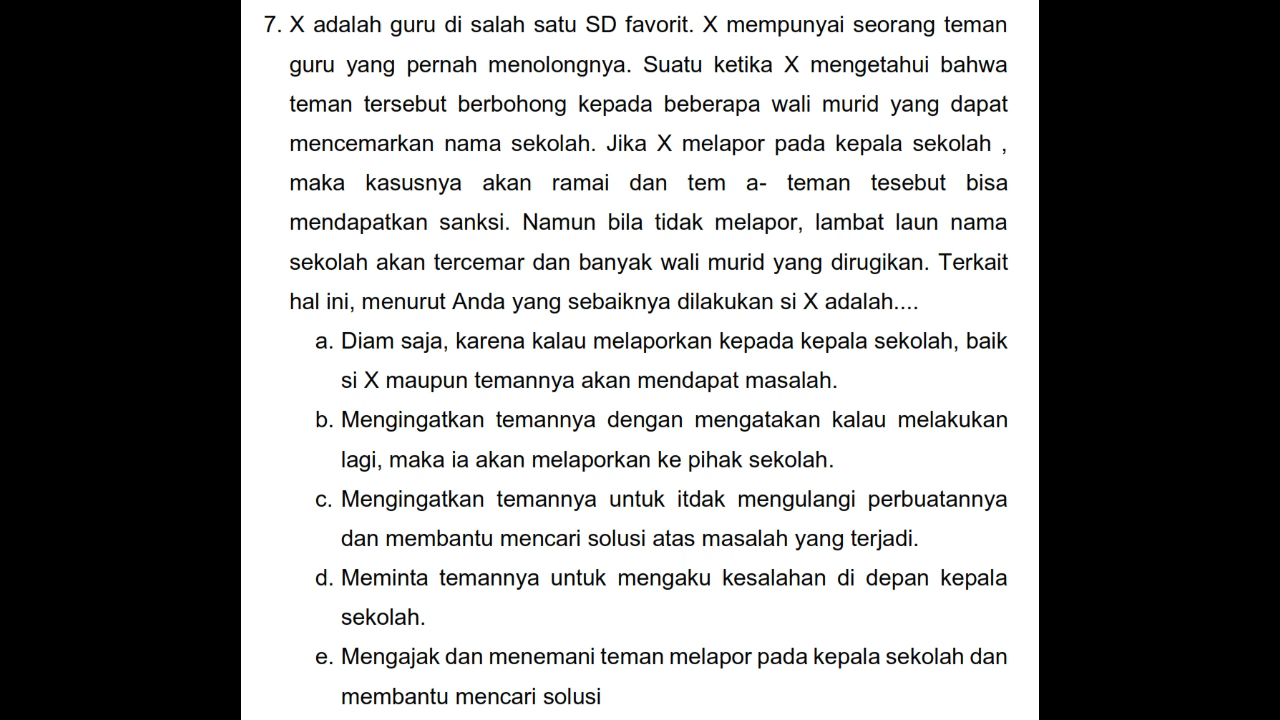 7. X adalah guru di salah satu SD favorit. X mempunyai seorang teman
guru yang pernah menolongnya. Suatu ketika X mengetahui bahwa
teman tersebut berbohong kepada beberapa wali murid yang dapat
mencemarkan nama sekolah. Jika X melapor pada kepala sekolah ,
maka kasusnya akan ramai dan tem a- teman tesebut bisa
mendapatkan sanksi. Namun bila tidak melapor, lambat laun nama
sekolah akan tercemar dan banyak wali murid yang dirugikan. Terkait
hal ini, menurut Anda yang sebaiknya dilakukan si X adalah....
a. Diam saja, karena kalau melaporkan kepada kepala sekolah, baik
si X maupun temannya akan mendapat masalah.
b. Mengingatkan temannya dengan mengatakan kalau melakukan
lagi, maka ia akan melaporkan ke pihak sekolah.
c. Mengingatkan temannya untuk itdak mengulangi perbuatannya
dan membantu mencari solusi atas masalah yang terjadi.
d. Meminta temannya untuk mengaku kesalahan di depan kepala
sekolah.
e. Mengajak dan menemani teman melapor pada kepala sekolah dan
membantu mencari solusi